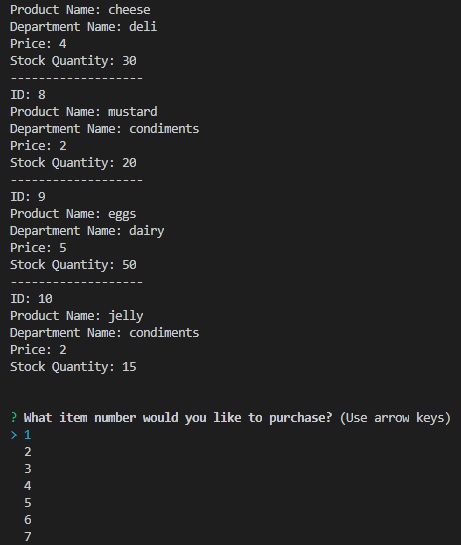 Product Name: cheese
Department Name: deli
Price: 4
Stock Quantity: 30
-------------------
ID: 8
Product Name: mustard
Department Name: condiments
Price: 2
Stock Quantity: 20
-------------------
ID: 9
Product Name: eggs
Department Name: dairy
Price: 5
Stock Quantity: 50
-------------------
ID: 10
Product Name: jelly
Department Name: condiments
Price: 2
Stock Quantity: 15
? What item number would you like to purchase? (Use arrow keys)
> 1
2
3
4
5
6
7